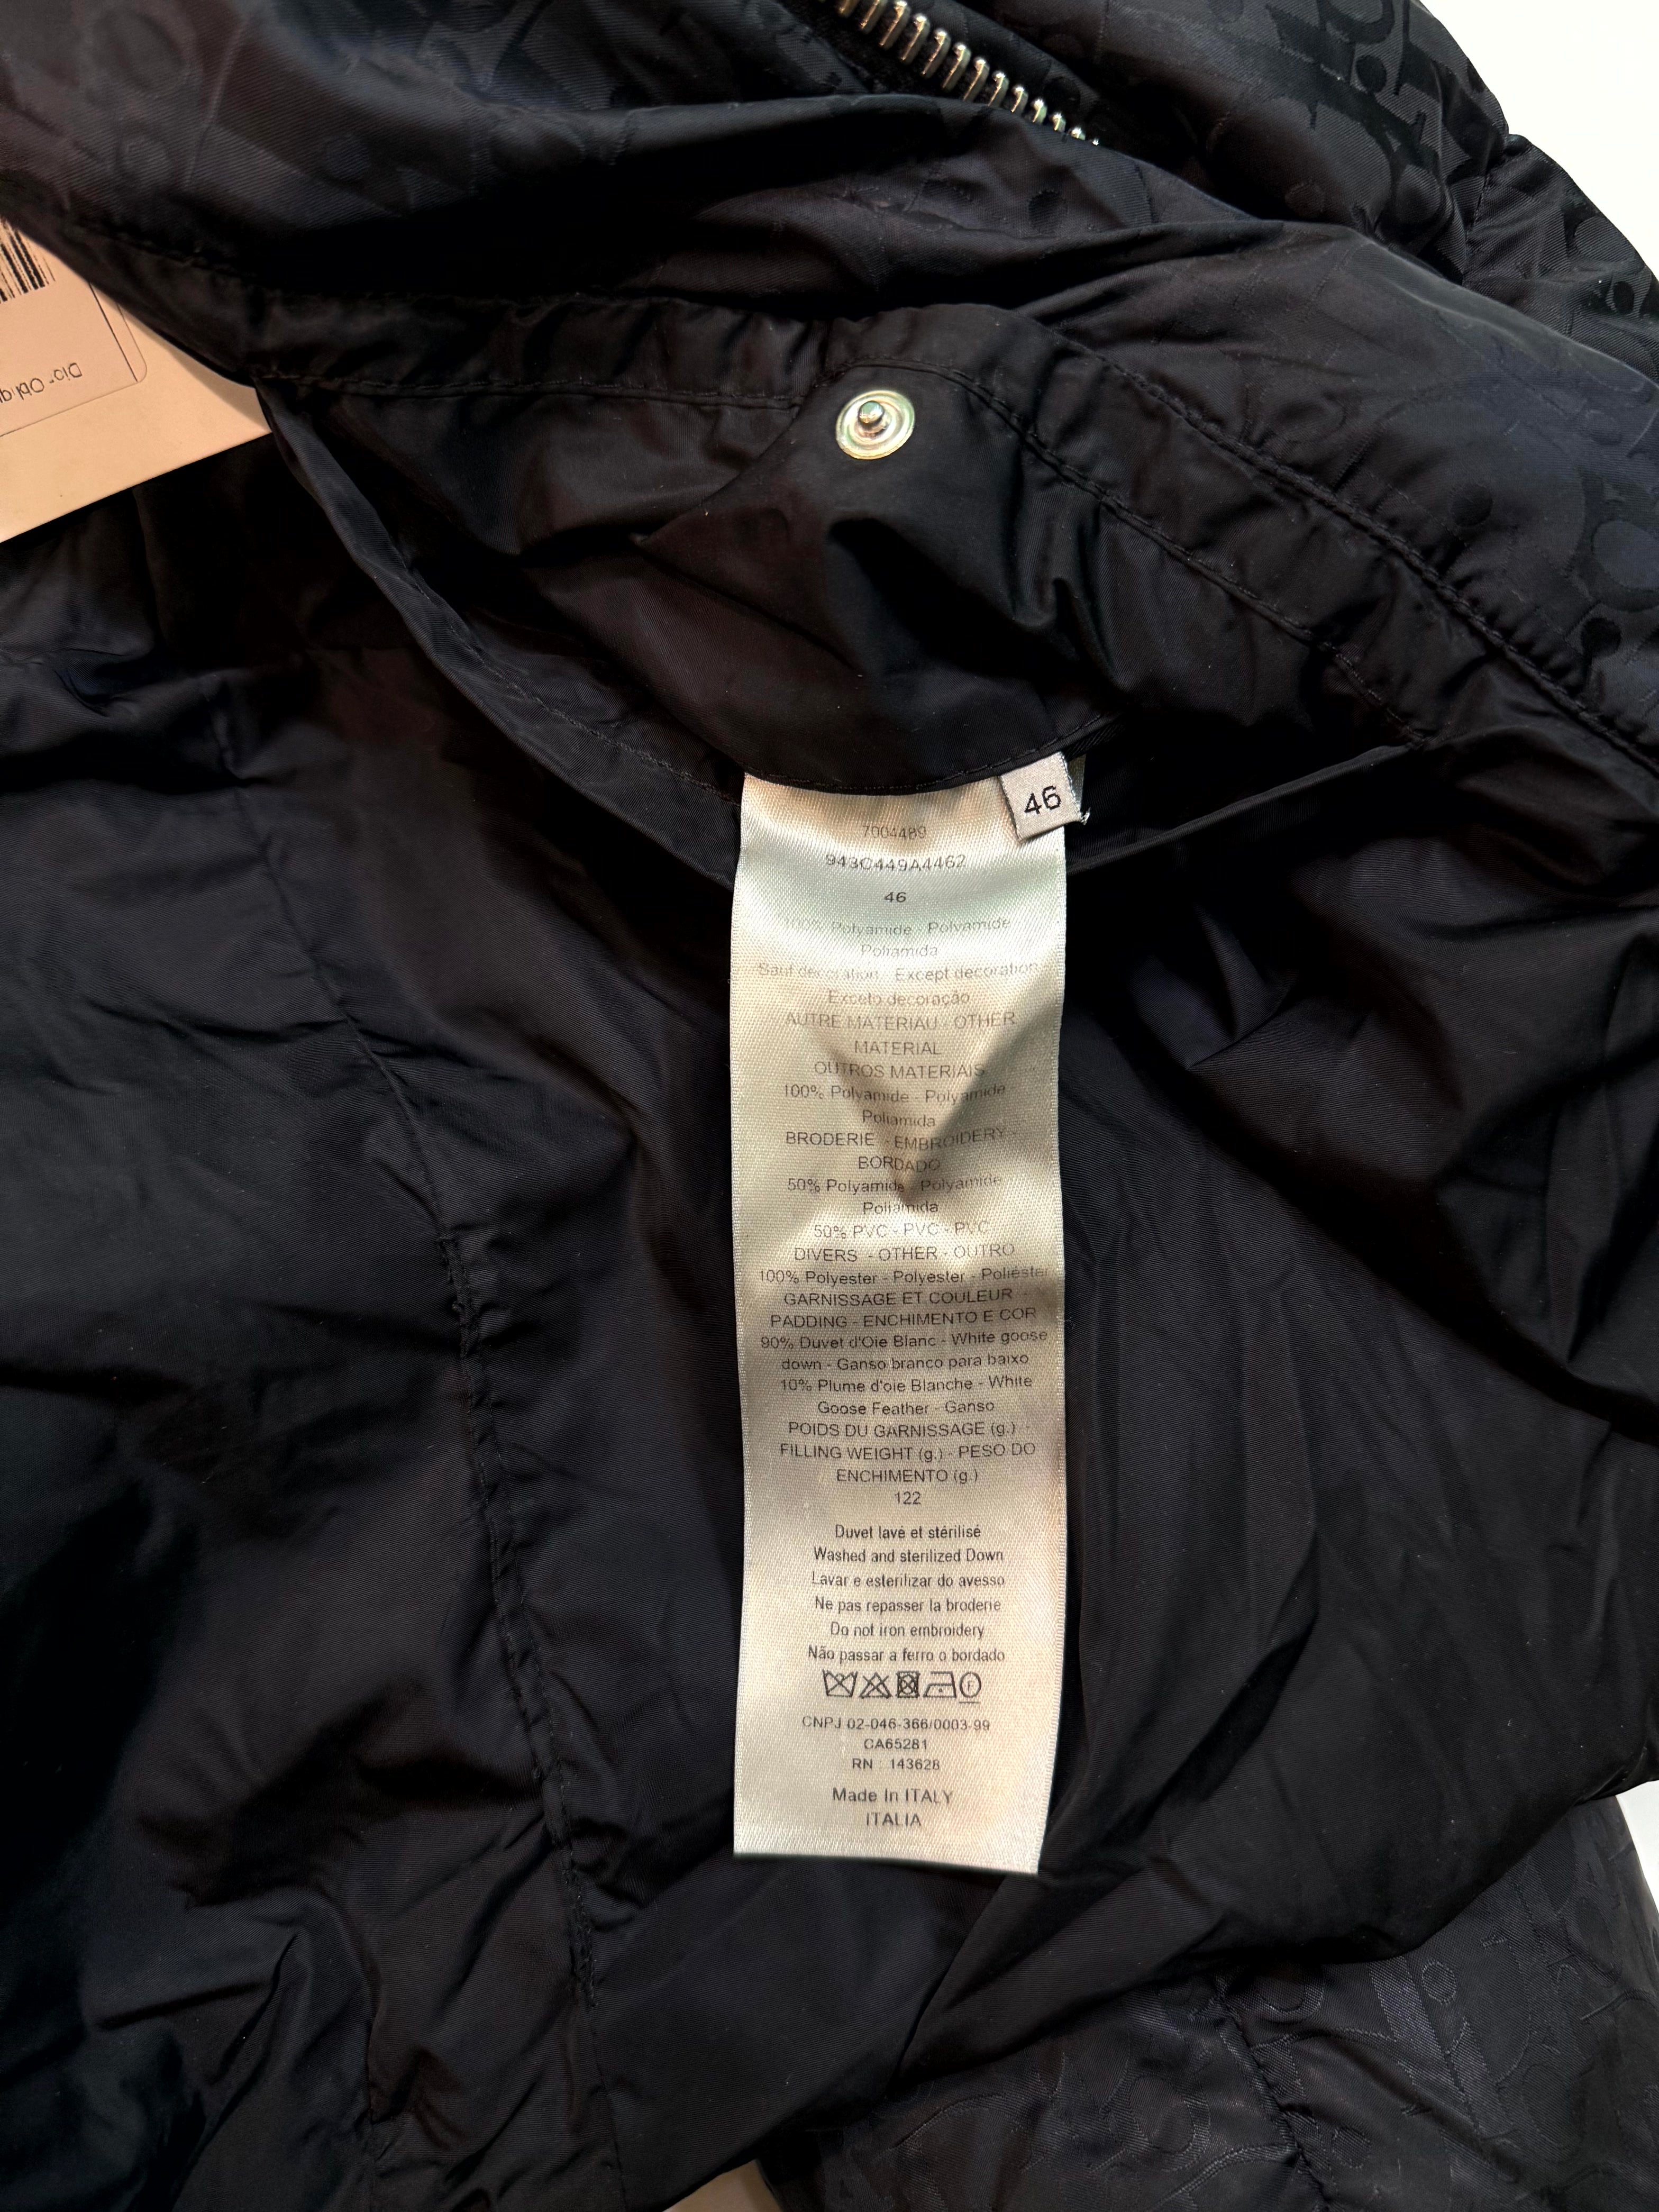 46
7004489
943C449A4462
46
100% Polyamide - Polyamide
Poliamida
Sauf décoration - Except decoration
Exceto decoração
AUTRE MATERIAU - OTHER
MATERIAL
OUTROS MATERIAIS
100% Polyamide - Polyamide
Poliamida
BRODERIE - EMBROIDERY -
BORDADO
50% Polyamide - Polyamide
Poliamida
50% PVC - PVC - PVC
DIVERS - OTHER - OUTRO
100% Polyester - Polyester - Poliéster
GARNISSAGE ET COULEUR -
PADDING - ENCHIMENTO E COR
90% Duvet d'Oie Blanc - White goose
down - Ganso branco para baixo
10% Plume d'oie Blanche - White
Goose Feather - Ganso
POIDS DU GARNISSAGE (g.) -
FILLING WEIGHT (g.) - PESO DO
ENCHIMENTO (g.)
122
Duvet lavé et stérilisé
Washed and sterilized Down
Lavar e esterilizar do avesso
Ne pas repasser la broderie
Do not iron embroidery
Não passar a ferro o bordado
CNPJ 02-046-366/0003-99
CA65281
RN : 143628
Made In ITALY
ITALIA